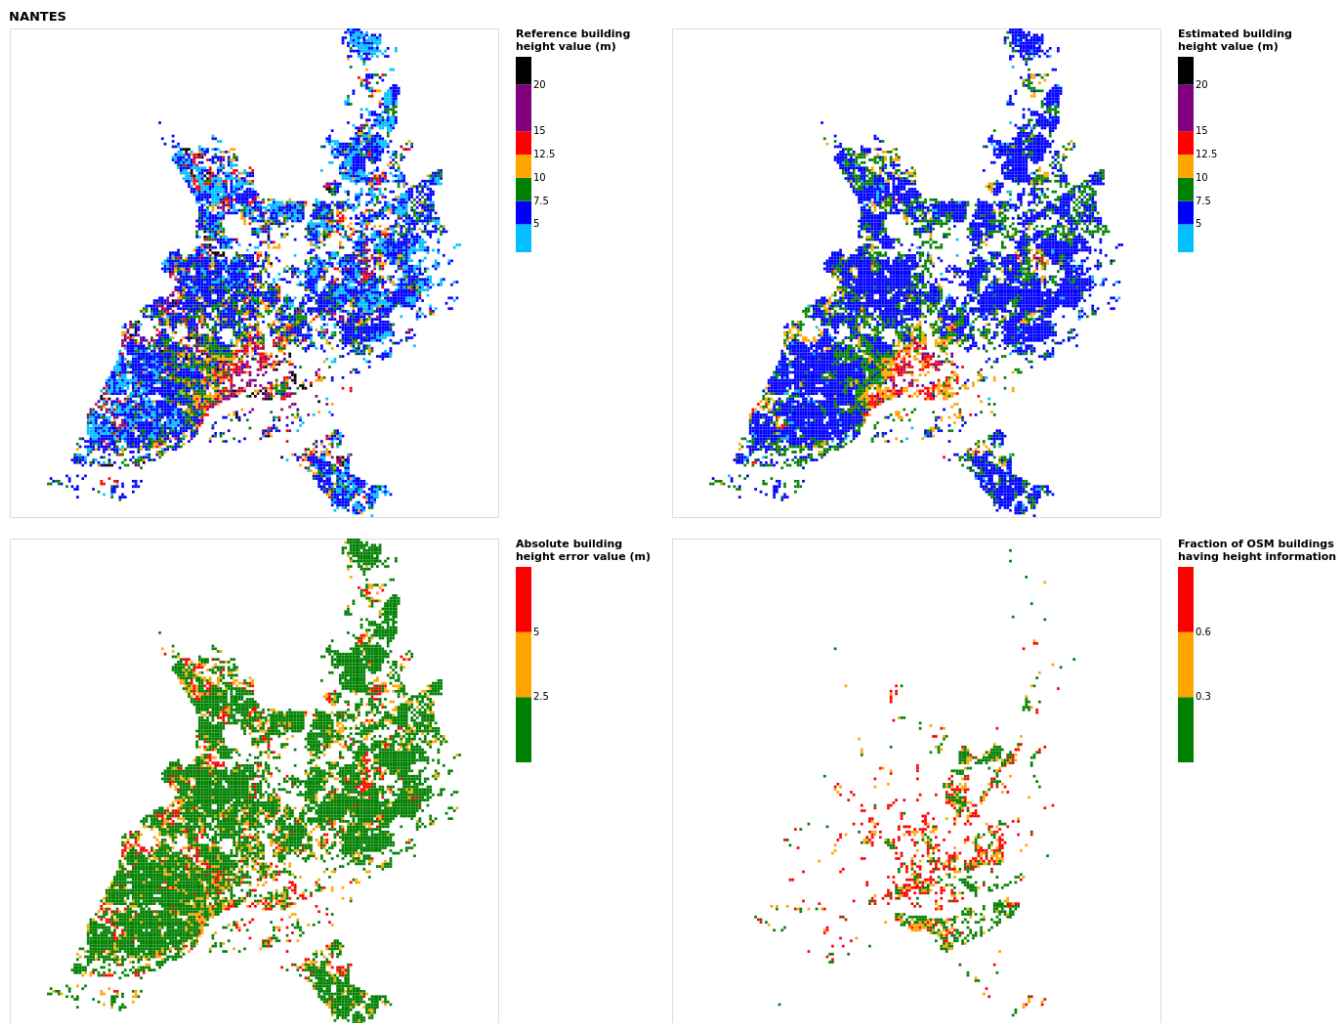 NANTES
Reference building
height value (m)
20
15
12.5
10
7.5
5
Estimated building
height value (m)
20
15
12.5
10
7.5
5
Absolute building
height error value (m)
5
2.5
Fraction of OSM buildings
having height information
0.6
0.3